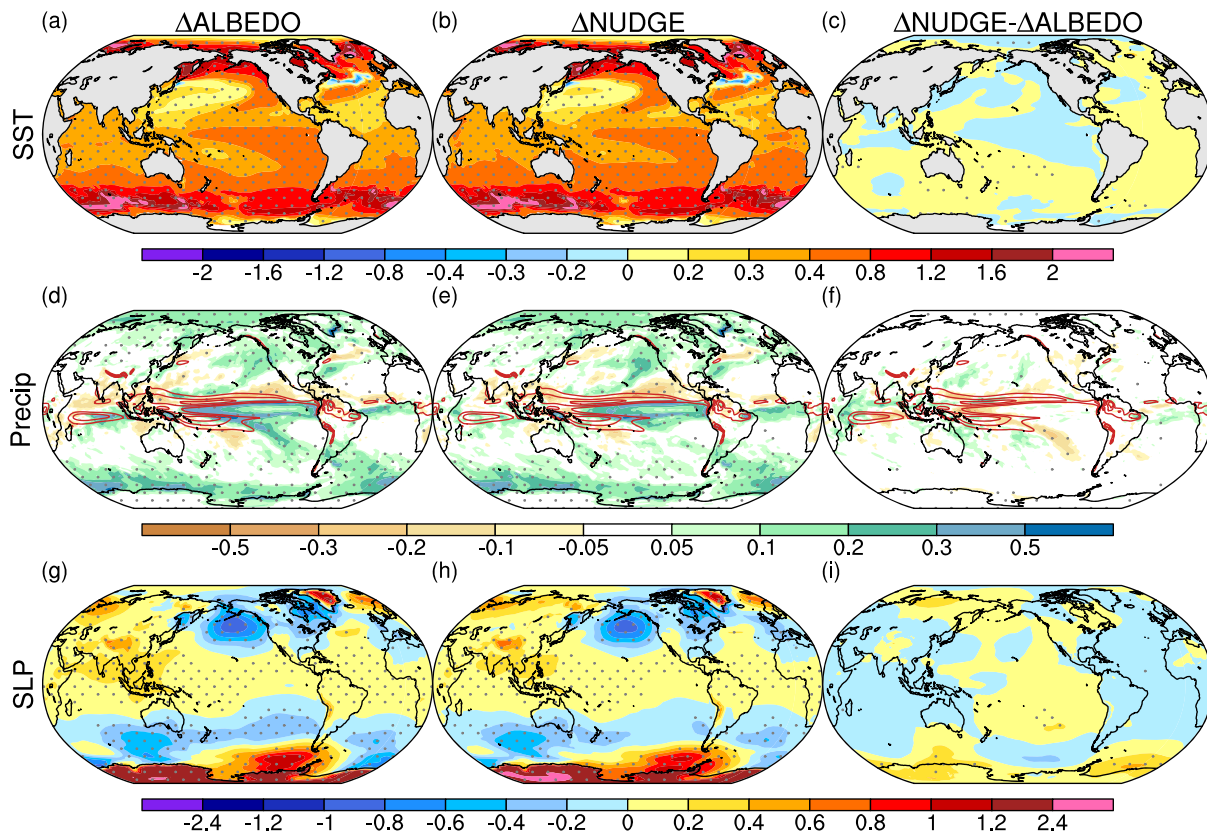 (a) ΔALBEDO (b) ΔNUDGE (c) ΔNUDGE-ΔALBEDO
SST
-2 -1.6 -1.2 -0.8 -0.4 -0.3 -0.2 0 0.2 0.3 0.4 0.8 1.2 1.6 2
(d) (e) (f)
Precip
-0.5 -0.3 -0.2 -0.1 -0.05 0.05 0.1 0.2 0.3 0.5
(g) (h) (i)
SLP
-2.4 -1.2 -1 -0.8 -0.6 -0.4 -0.2 0 0.2 0.4 0.6 0.8 1 1.2 2.4